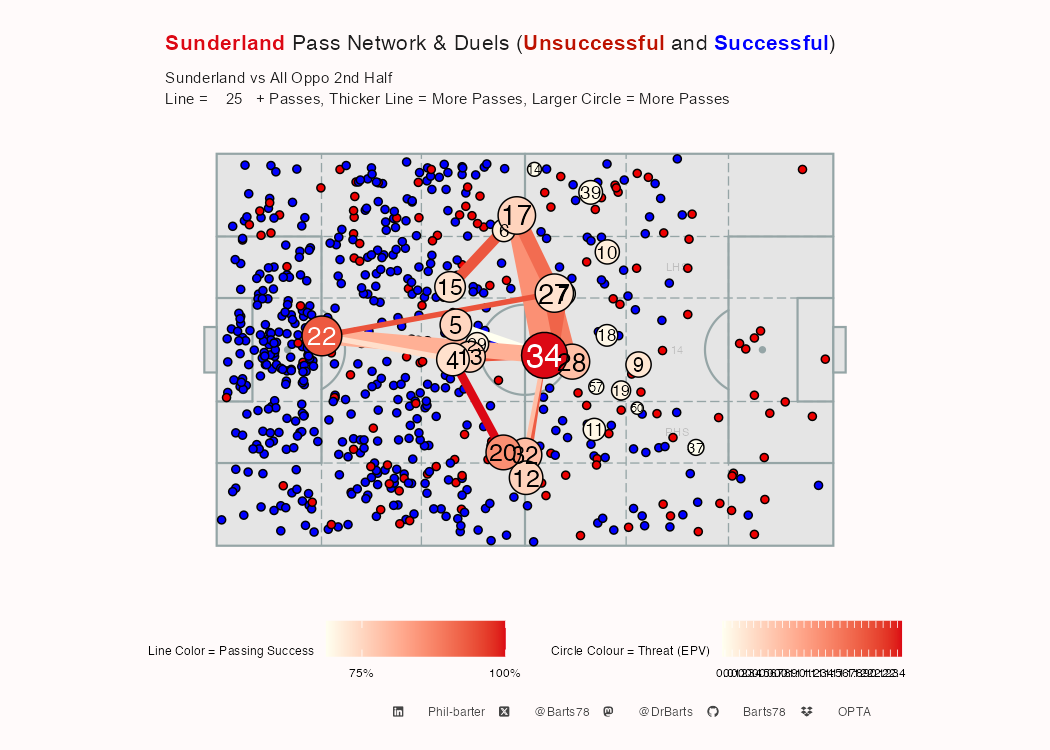 Sunderland Pass Network & Duels (Unsuccessful and Successful)
Sunderland vs All Oppo 2nd Half
Line = 25 + Passes, Thicker Line = More Passes, Larger Circle = More Passes
14
39
17
6
10
LH
15
27
5
22
29
18
4
13
34
28
14
9
57
19
50
11
RHS
37
20
32
12
Line Color = Passing Success
75%
100%
Circle Colour = Threat (EPV)
Phil-barter
@Barts78
@DrBarts
Barts78
OPTA